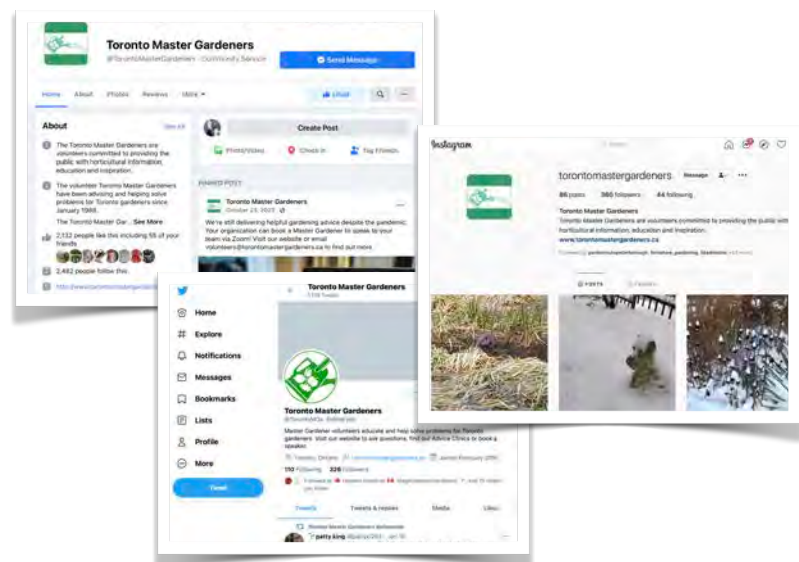 Toronto Master Gardeners
@TorontoMasterGardeners · Community Service
Send Message
Home About Photos Reviews More
Liked
About See All
The Toronto Master Gardeners are
volunteers committed to providing the
public with horticultural information,
education and inspiration.
The volunteer Toronto Master Gardeners
have been advising and helping solve
problems for Toronto gardeners since
January 1988.
The Toronto Master Gar... See More
2,132 people like this including 55 of your
friends
2,482 people follow this
Create Post
Photo/Video Check in Tag Friends
PINNED POST
Toronto Master Gardeners
We're still delivering helpful gardening advice despite the pandemic.
Your organization can book a Master Gardener to speak to your
team via Zoom! Visit our website or email
volunteers@torontomastergardeners.ca to find out more
Instagram
torontomastergardeners Message
86 posts 360 followers 44 following
Toronto Master Gardeners
Toronto Master Gardeners are volunteers committed to providing the public with
horticultural information, education and inspiration.
www.torontomastergardeners.ca
POSTS
Home
Explore
Notifications
Messages
Bookmarks
Lists
Profile
More
Tweet
Toronto Master Gardeners
Toronto Master Gardeners
Master Gardener volunteers educate and help solve problems for Toronto
gardeners. Visit our website to ask questions, find our Advice Clinics or book a
speaker.
Toronto, Ontario
110 Following 326 Followers
Tweets Tweets & replies Media Likes
patty king